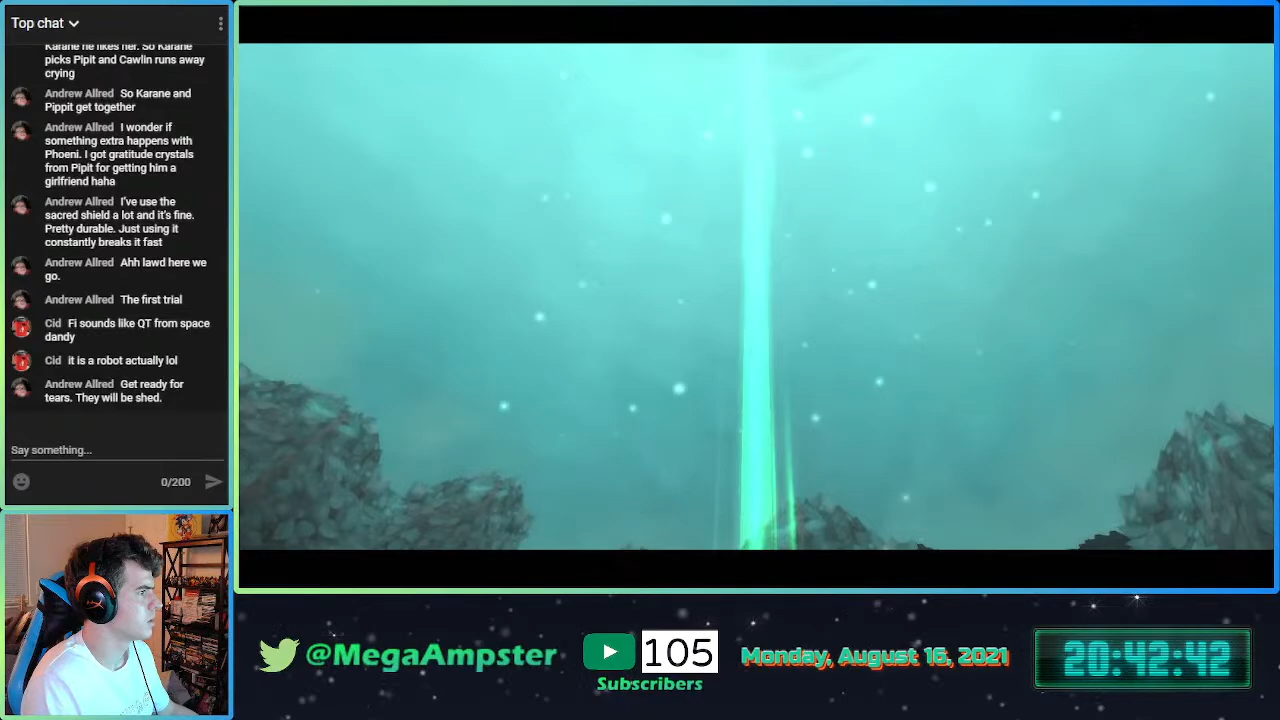 Top chat
Karane he likes her. So Karane
picks Pipit and Cawlin runs away
crying
Andrew Allred So Karane and
Pippit get together
Andrew Allred I wonder if
something extra happens with
Phoeni. I got gratitude crystals
from Pipit for getting him a
girlfriend haha
Andrew Allred I've use the
sacred shield a lot and it's fine.
Pretty durable. Just using it
constantly breaks it fast
Andrew Allred Ahh lawd here we
go.
Andrew Allred The first trial
Cid Fi sounds like QT from space
dandy
Cid it is a robot actually lol
Andrew Allred Get ready for
tears. They will be shed.
Say something...
0/200
@MegaAmpster
105
Subscribers
Monday, August 16, 2021
20:42:42